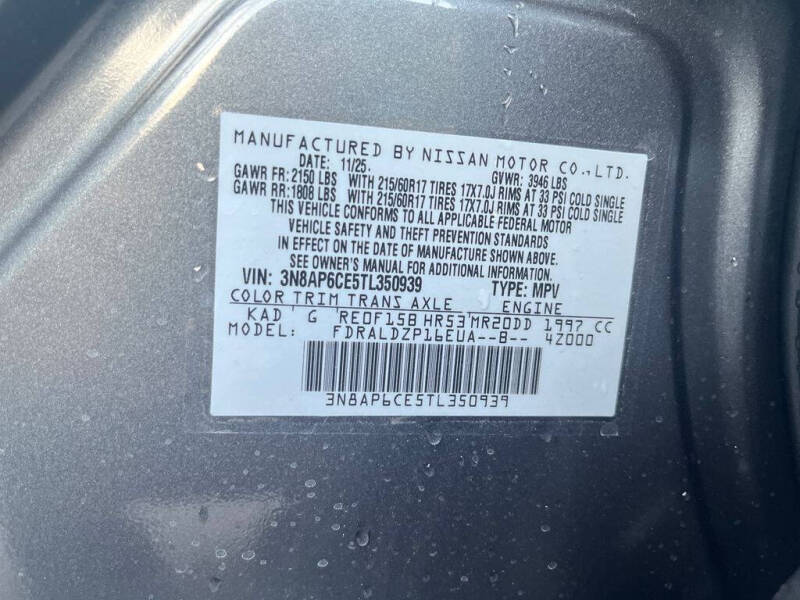 MANUFACTURED BY NISSAN MOTOR CO., LTD.
DATE: 11/25. GVWR: 3946 LBS
GAWR FR: 2150 LBS WITH 215/60R17 TIRES 17X7.0J RIMS AT 33 PSI COLD SINGLE
GAWR RR: 1808 LBS WITH 215/60R17 TIRES 17X7.0J RIMS AT 33 PSI COLD SINGLE
THIS VEHICLE CONFORMS TO ALL APPLICABLE FEDERAL MOTOR
VEHICLE SAFETY AND THEFT PREVENTION STANDARDS
IN EFFECT ON THE DATE OF MANUFACTURE SHOWN ABOVE.
SEE OWNER'S MANUAL FOR ADDITIONAL INFORMATION.
VIN: 3N8AP6CE5TL350939 TYPE: MPV
COLOR TRIM TRANS AXLE ENGINE
KAD G RE0F15B HR53 MR20DD 1997 CC
MODEL: FDRALDZP16EUA--B-- 4Z000
3N8AP6CE5TL350939